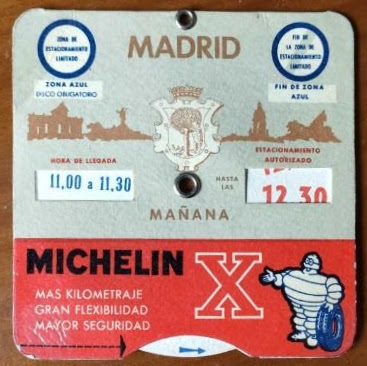 MADRID
ZONA DE
ESTACIONAMIENTO
LIMITADO
FIN DE
LA ZONA DE
ESTACIONAMIENTO
LIMITADO
ZONA AZUL
DISCO OBLIGATORIO
FIN DE ZONA
AZUL
HORA DE LLEGADA
ESTACIONAMIENTO
AUTORIZADO
11,00 a 11,30
HASTA
LAS
12 30
MAÑANA
MICHELIN
X
MAS KILOMETRAJE
GRAN FLEXIBILIDAD
MAYOR SEGURIDAD